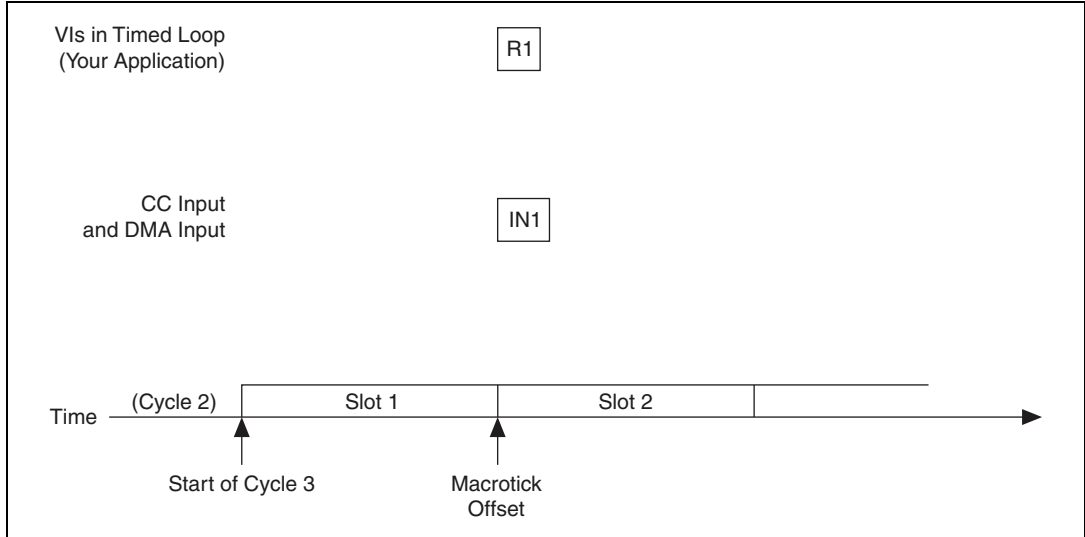 VIs in Timed Loop
(Your Application)
R1
CC Input
and DMA Input
IN1
Time
(Cycle 2)
Slot 1
Slot 2
Start of Cycle 3
Macrotick
Offset